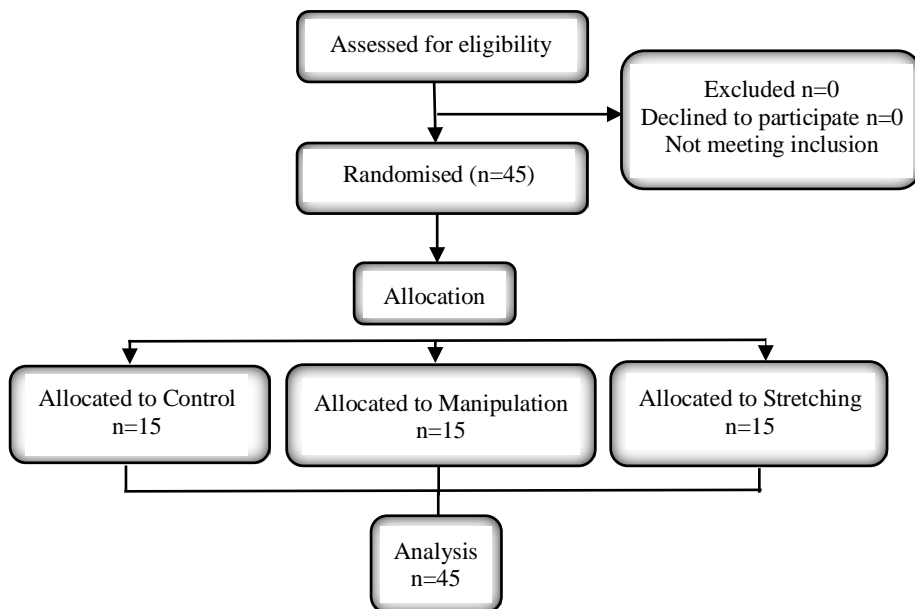 Assessed for eligibility
Excluded n=0
Declined to participate n=0
Not meeting inclusion
Randomised (n=45)
Allocation
Allocated to Control
n=15
Allocated to Manipulation
n=15
Allocated to Stretching
n=15
Analysis
n=45